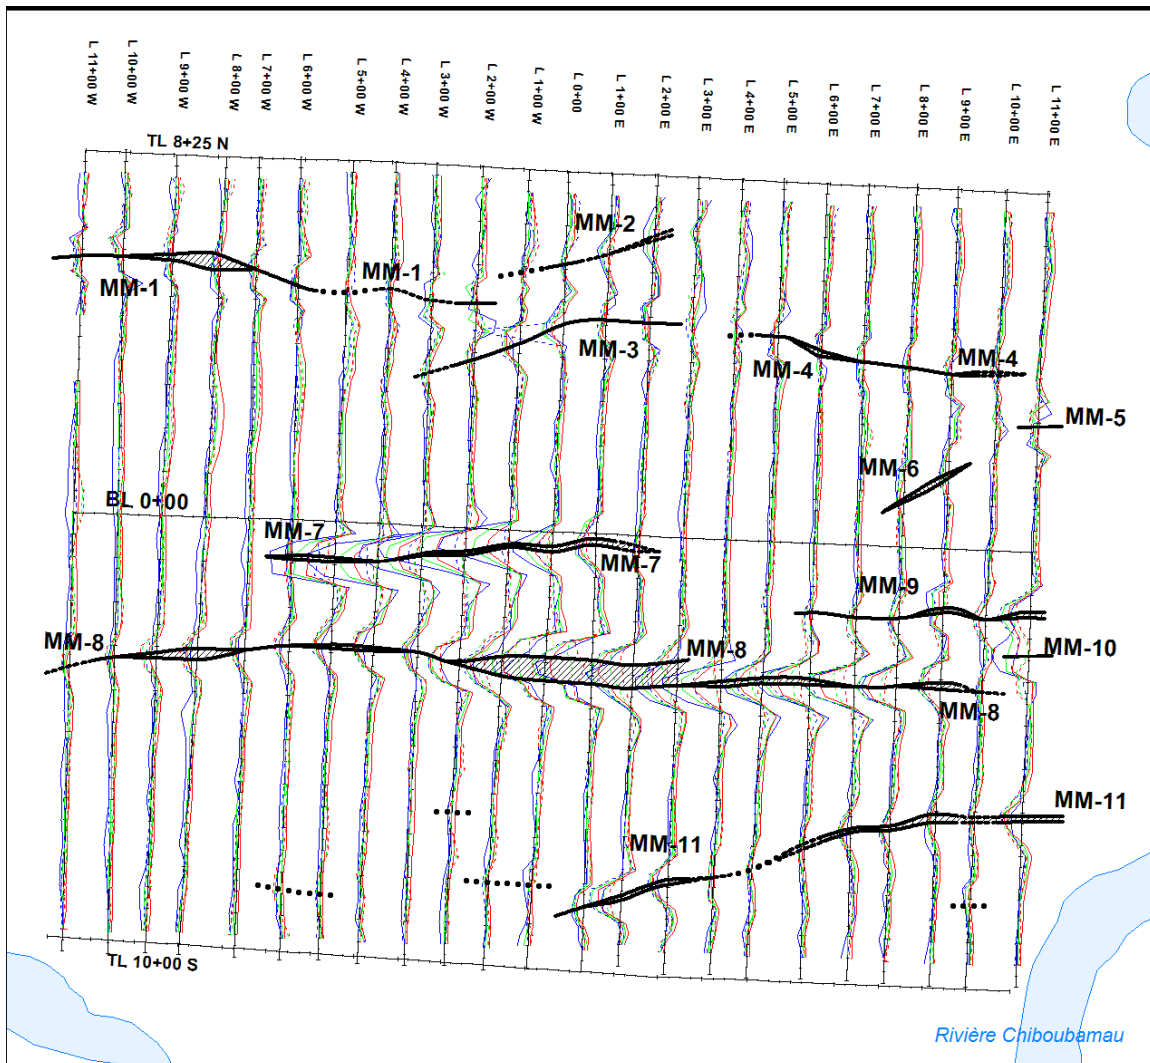 L 11+00 W
L 10+00 W
L 9+00 W
L 8+00 W
L 7+00 W
L 6+00 W
L 5+00 W
L 4+00 W
L 3+00 W
L 2+00 W
L 1+00 W
L 0+00
L 1+00 E
L 2+00 E
L 3+00 E
L 4+00 E
L 5+00 E
L 6+00 E
L 7+00 E
L 8+00 E
L 9+00 E
L 10+00 E
L 11+00 E
TL 8+25 N
MM-2
MM-1
MM-1
MM-3
MM-4
MM-4
MM-5
MM-6
BL 0+00
MM-7
MM-7
MM-9
MM-8
MM-8
MM-10
MM-8
MM-11
MM-11
TL 10+00 S
Rivière Chiboubamau